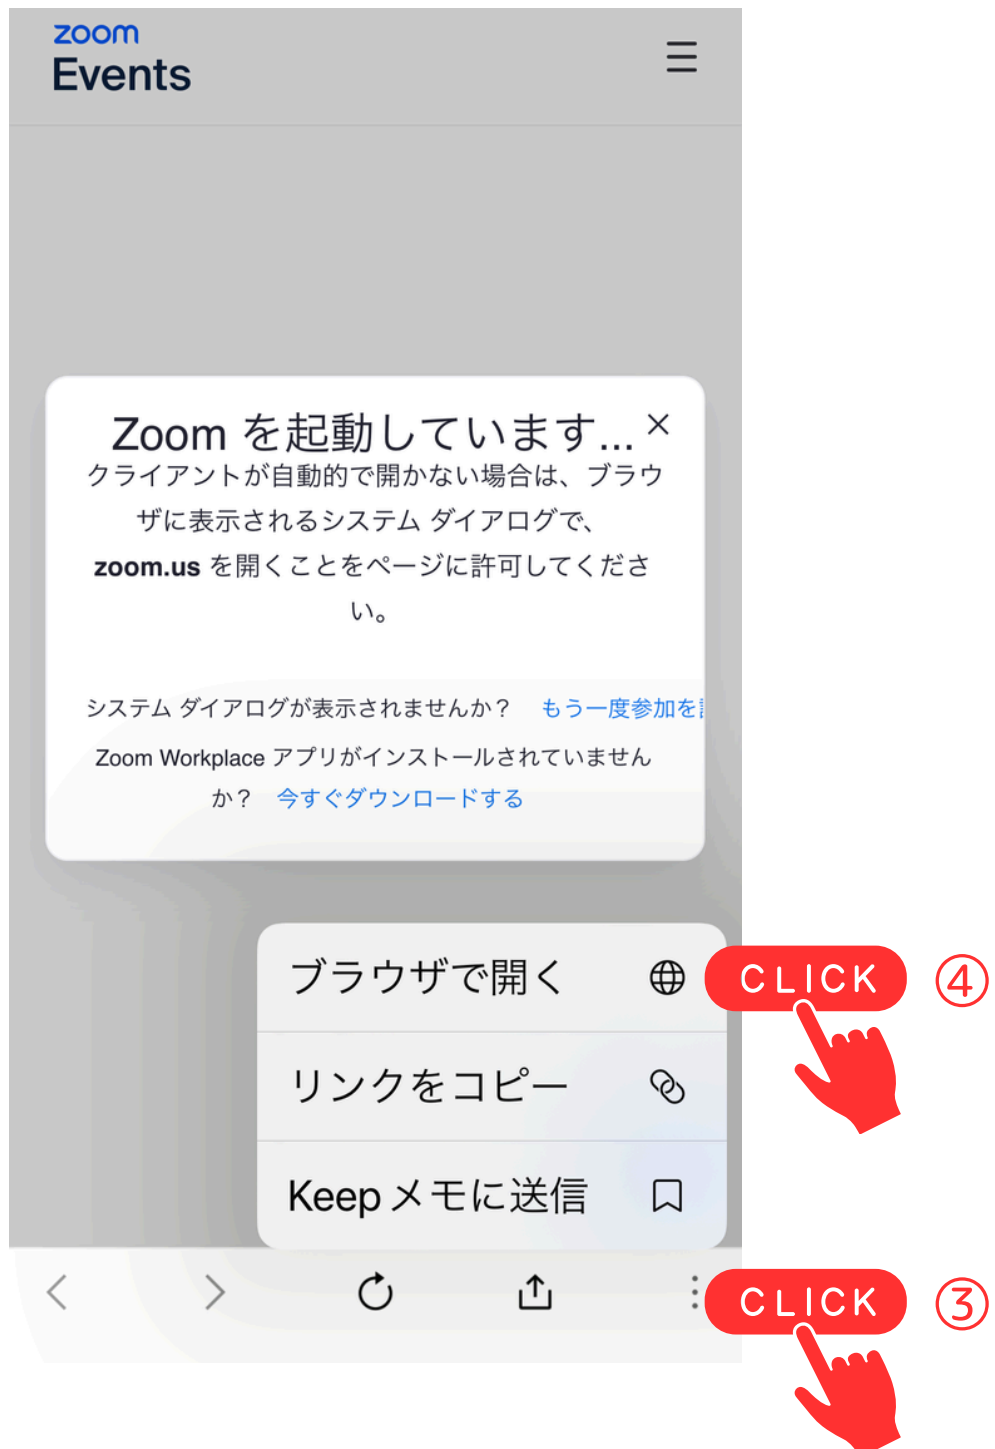 zoom
Events
Zoom を起動しています...
クライアントが自動的で開かない場合は、ブラウ
ザに表示されるシステム ダイアログで、
zoom.us を開くことをページに許可してくださ
い。
システム ダイアログが表示されませんか？ もう一度参加を
Zoom Workplace アプリがインストールされていません
か？ 今すぐダウンロードする
ブラウザで開く
CLICK ④
リンクをコピー
Keepメモに送信
CLICK ③